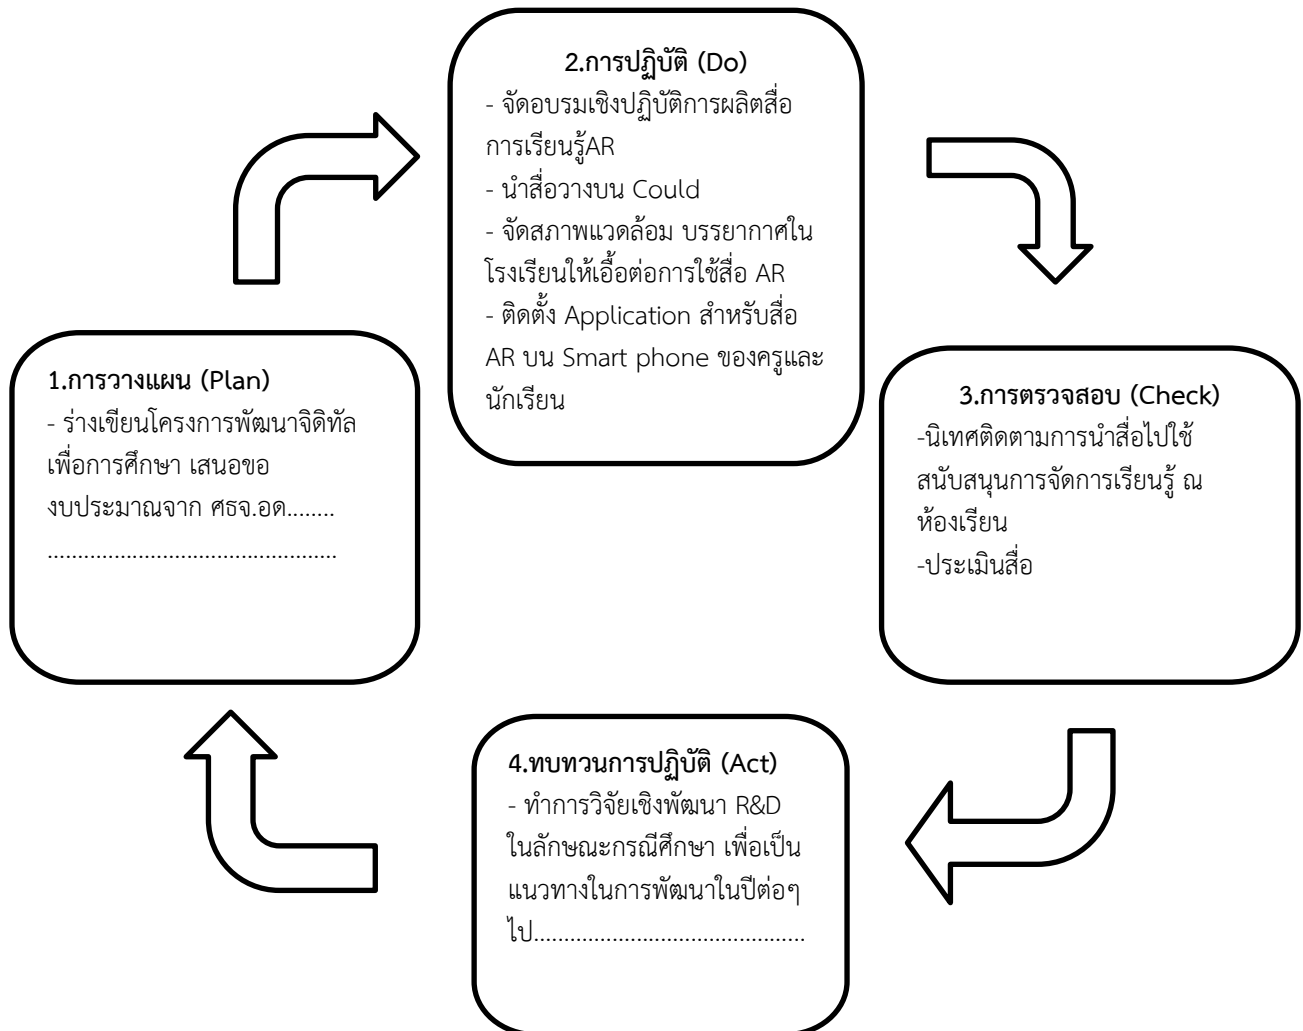 2.การปฏิบัติ (Do)
- จัดอบรมเชิงปฏิบัติการผลิตสื่อ
การเรียนรู้AR
- นำสื่อวางบน Could
- จัดสภาพแวดล้อม บรรยากาศใน
โรงเรียนให้เอื้อต่อการใช้สื่อ AR
- ติดตั้ง Application สำหรับสื่อ
AR บน Smart phone ของครูและ
นักเรียน
1.การวางแผน (Plan)
- ร่างเขียนโครงการพัฒนาจิดิทัล
เพื่อการศึกษา เสนอขอ
งบประมาณจาก ศธจ.อด........
................................................
3.การตรวจสอบ (Check)
-นิเทศติดตามการนำสื่อไปใช้
สนับสนุนการจัดการเรียนรู้ ณ
ห้องเรียน
-ประเมินสื่อ
4.ทบทวนการปฏิบัติ (Act)
- ทำการวิจัยเชิงพัฒนา R&D
ในลักษณะกรณีศึกษา เพื่อเป็น
แนวทางในการพัฒนาในปีต่อๆ
ไป.............................................